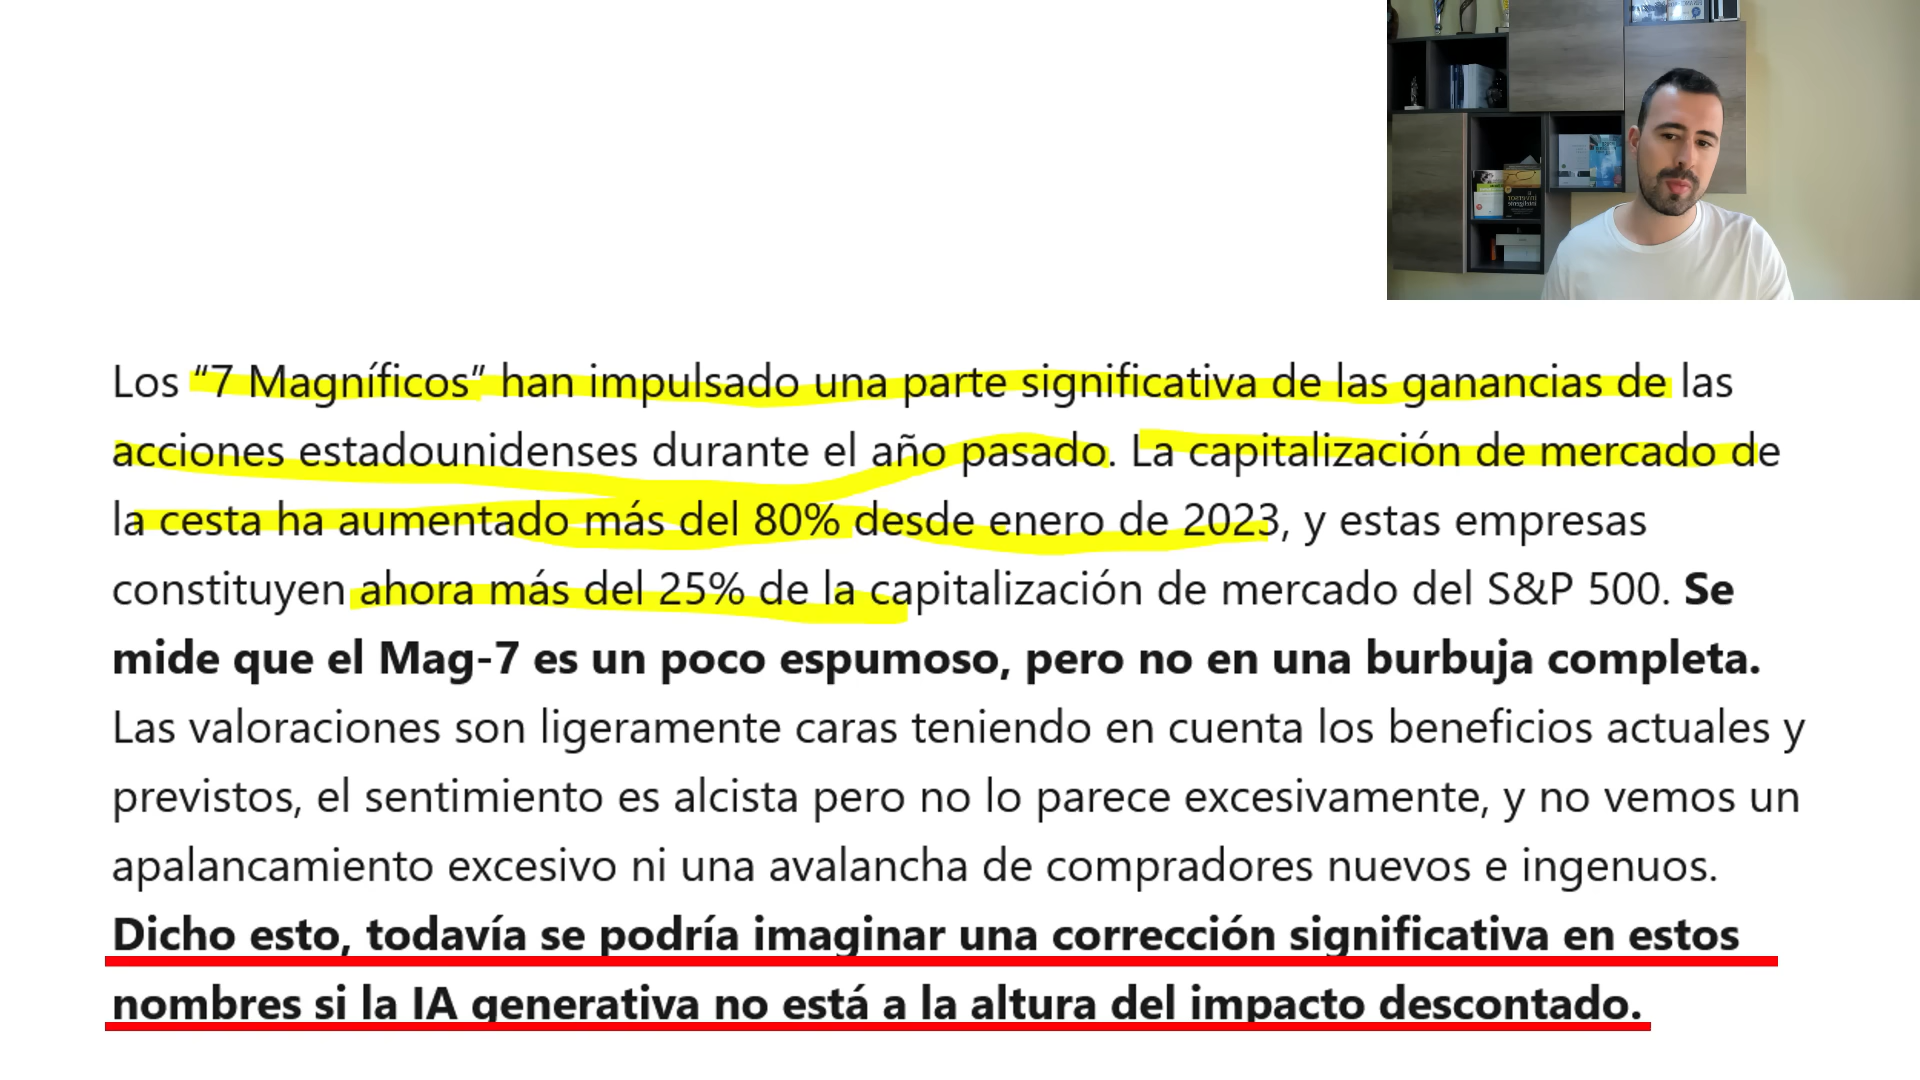 Los “7 Magníficos” han impulsado una parte significativa de las ganancias de las
acciones estadounidenses durante el año pasado. La capitalización de mercado de
la cesta ha aumentado más del 80% desde enero de 2023, y estas empresas
constituyen ahora más del 25% de la capitalización de mercado del S&P 500. Se
mide que el Mag-7 es un poco espumoso, pero no en una burbuja completa.
Las valoraciones son ligeramente caras teniendo en cuenta los beneficios actuales y
previstos, el sentimiento es alcista pero no lo parece excesivamente, y no vemos un
apalancamiento excesivo ni una avalancha de compradores nuevos e ingenuos.
Dicho esto, todavía se podría imaginar una corrección significativa en estos
nombres si la IA generativa no está a la altura del impacto descontado.